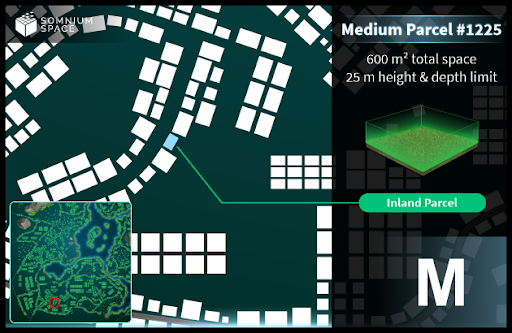 SOMNIUM
SPACE
Medium Parcel #1225
600 m² total space
25 m height & depth limit
Inland Parcel
M